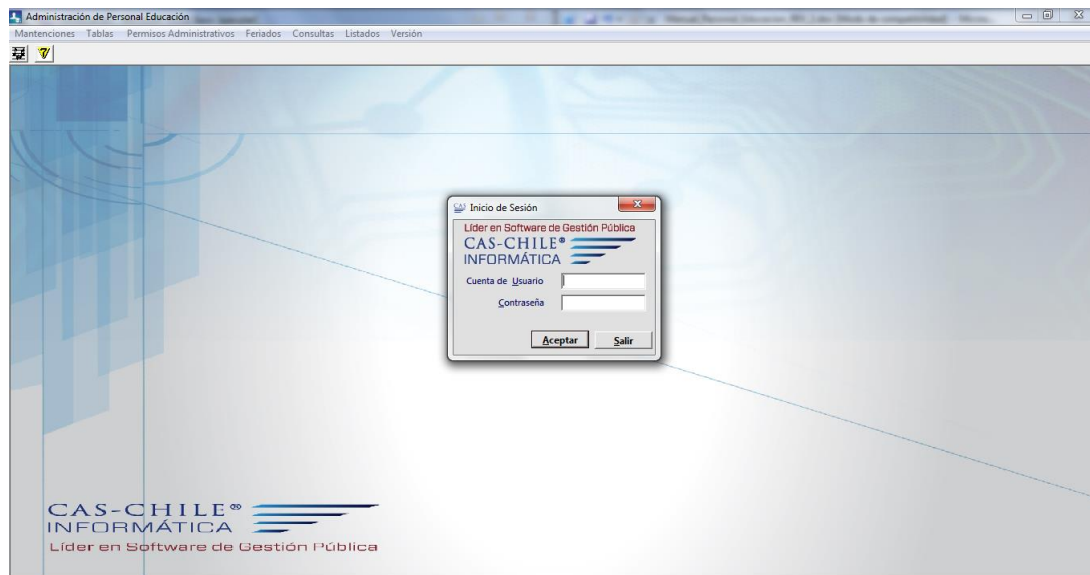 Administración de Personal Educación
Mantenciones Tablas Permisos Administrativos Feriados Consultas Listados Versión
Inicio de Sesión
Líder en Software de Gestión Pública
CAS-CHILE®
INFORMÁTICA
Cuenta de Usuario
Contraseña
Aceptar Salir
CAS-CHILE®
INFORMÁTICA
Líder en Software de Gestión Pública